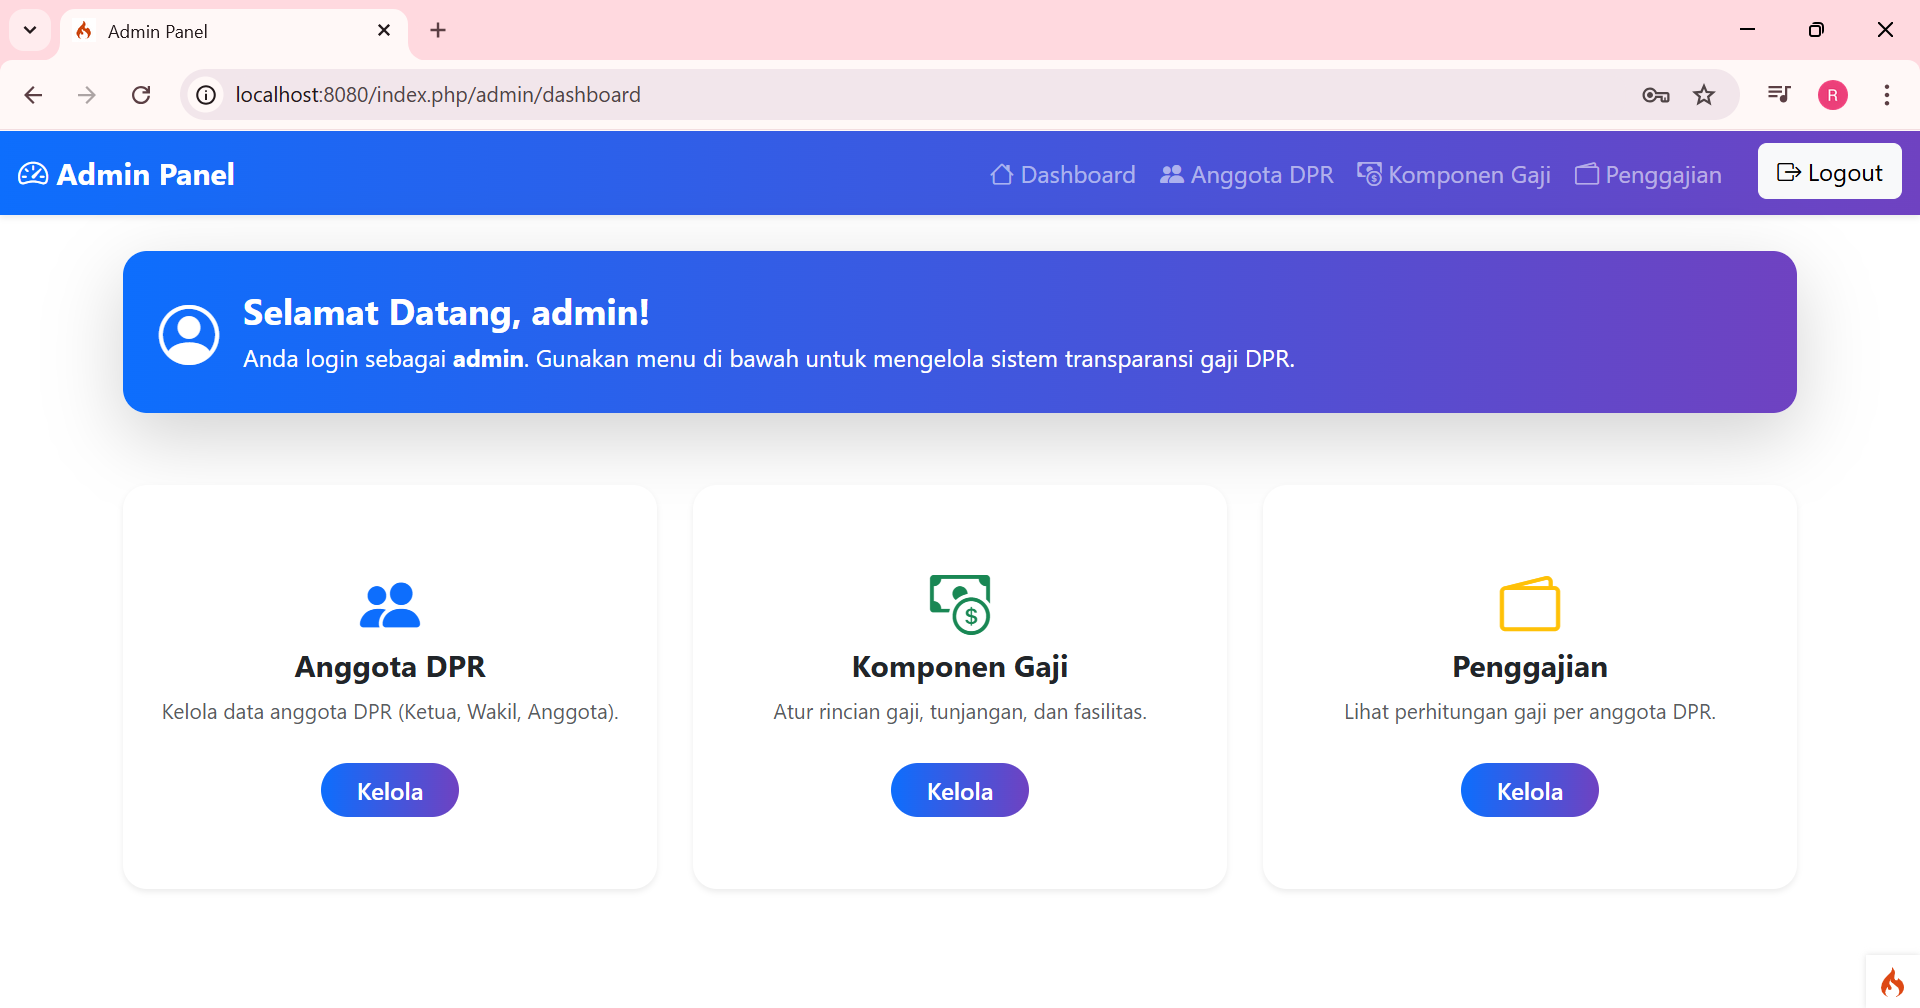 Admin Panel
localhost:8080/index.php/admin/dashboard
R
Admin Panel
Dashboard
Anggota DPR
Komponen Gaji
Penggajian
Logout
Selamat Datang, admin!
Anda login sebagai admin. Gunakan menu di bawah untuk mengelola sistem transparansi gaji DPR.
Anggota DPR
Kelola data anggota DPR (Ketua, Wakil, Anggota).
Kelola
Komponen Gaji
Atur rincian gaji, tunjangan, dan fasilitas.
Kelola
Penggajian
Lihat perhitungan gaji per anggota DPR.
Kelola